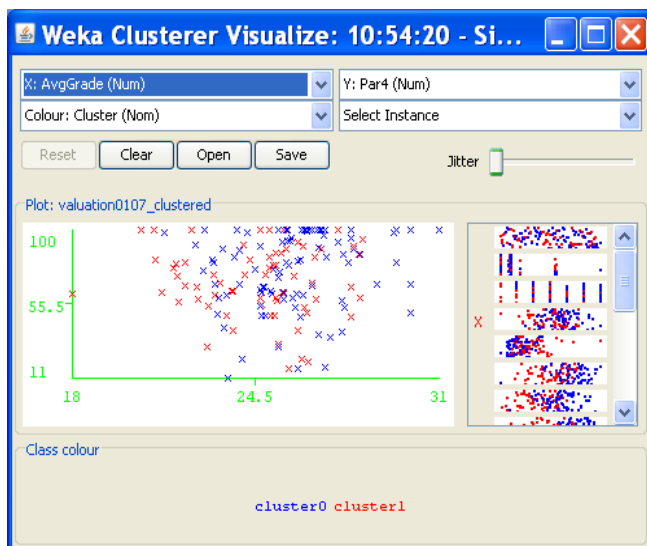 Weka Clusterer Visualize: 10:54:20 - Si...
X: AvgGrade (Num)
Y: Par4 (Num)
Colour: Cluster (Nom)
Select Instance
Reset
Clear
Open
Save
Jitter
Plot: valuation0107_clustered
100
55.5
11
18
24.5
31
X
Class colour
cluster0 cluster1